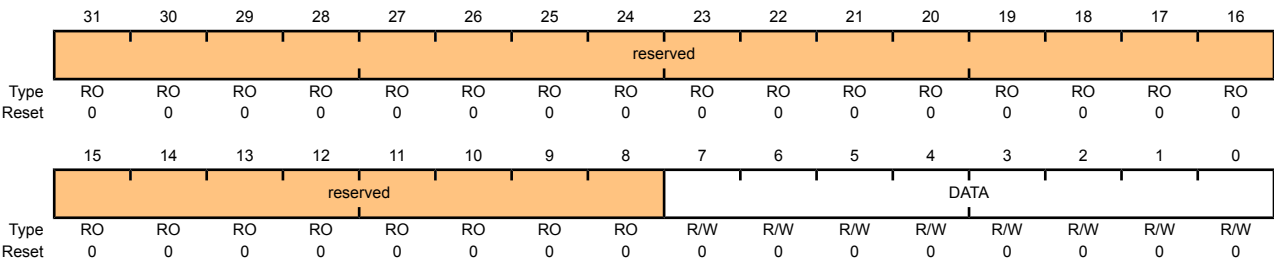 31 30 29 28 27 26 25 24 23 22 21 20 19 18 17 16
reserved
Type RO RO RO RO RO RO RO RO RO RO RO RO RO RO RO RO
Reset 0 0 0 0 0 0 0 0 0 0 0 0 0 0 0 0
15 14 13 12 11 10 9 8 7 6 5 4 3 2 1 0
reserved DATA
Type RO RO RO RO RO RO RO RO R/W R/W R/W R/W R/W R/W R/W R/W
Reset 0 0 0 0 0 0 0 0 0 0 0 0 0 0 0 0